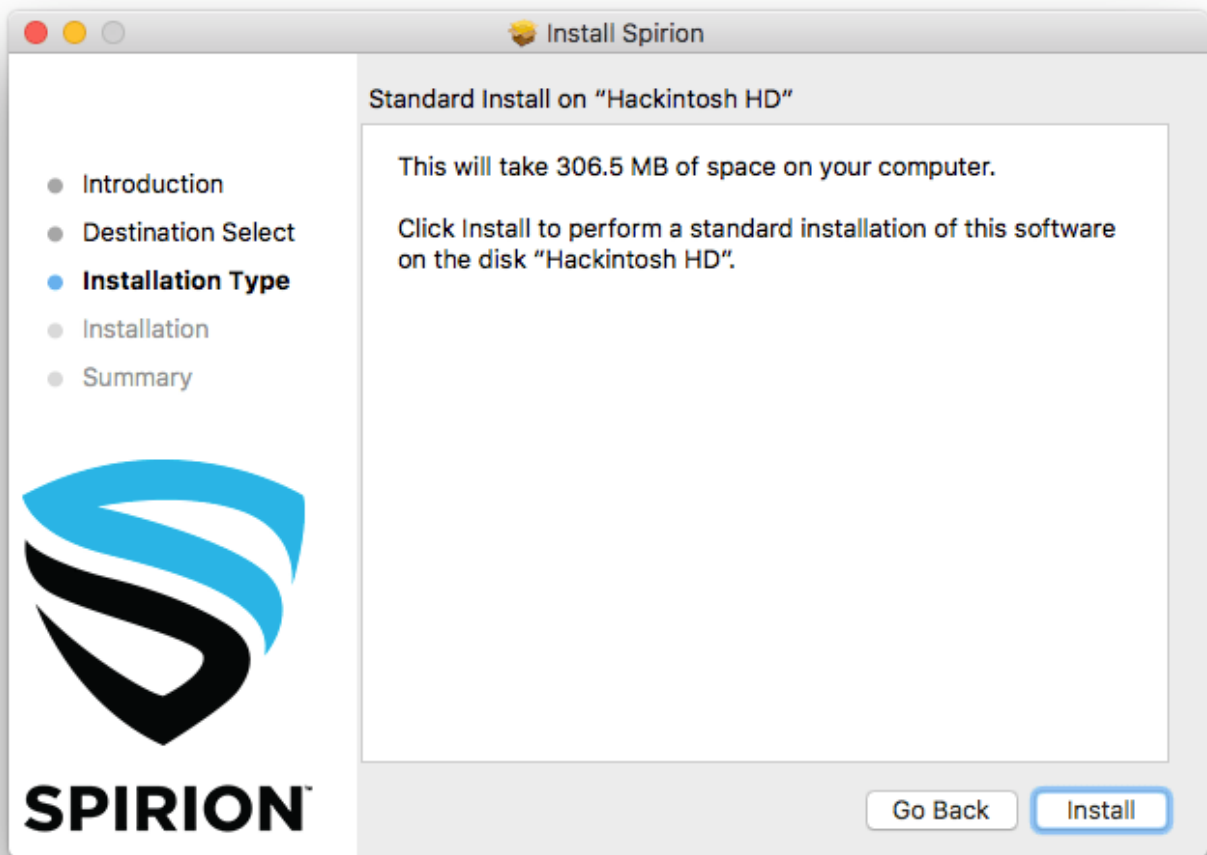 Install Spirion
Standard Install on “Hackintosh HD”
Introduction
Destination Select
Installation Type
Installation
Summary
This will take 306.5 MB of space on your computer.
Click Install to perform a standard installation of this software
on the disk “Hackintosh HD”.
SPIRION™
Go Back
Install